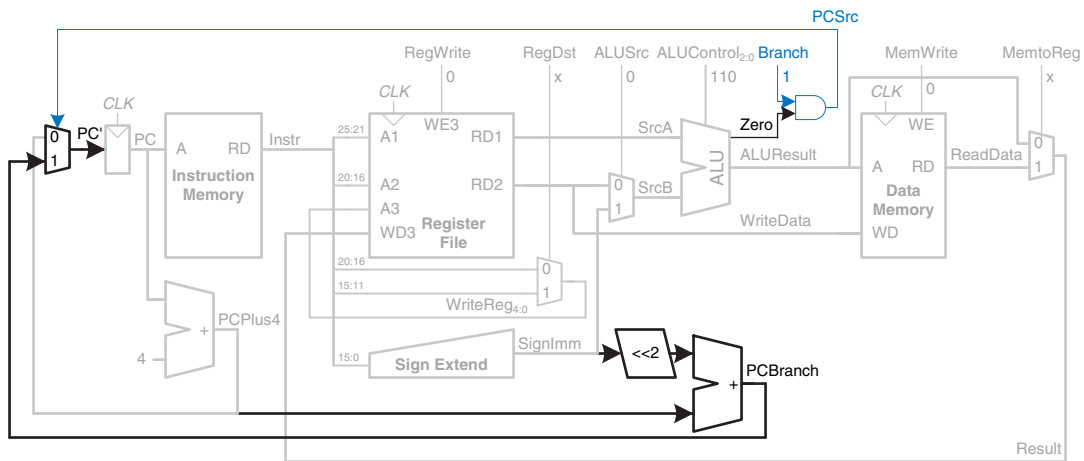 PCSrc
RegWrite RegDst ALUSrc ALUControl2:0 Branch MemWrite MemtoReg
0 x 0 110 1 0 x
CLK CLK CLK
0 PC' PC
1
A RD
Instruction
Memory
Instr
25:21 A1 WE3 RD1 SrcA Zero
20:16 A2 RD2 0 SrcB ALU ALUResult
1
A3
WD3 Register
File
WE
A RD ReadData 0
1
Data
Memory
WriteData WD
20:16 0
15:11 1
WriteReg4:0
PCPlus4
+
4
15:0 Sign Extend SignImm <<2
+ PCBranch
Result